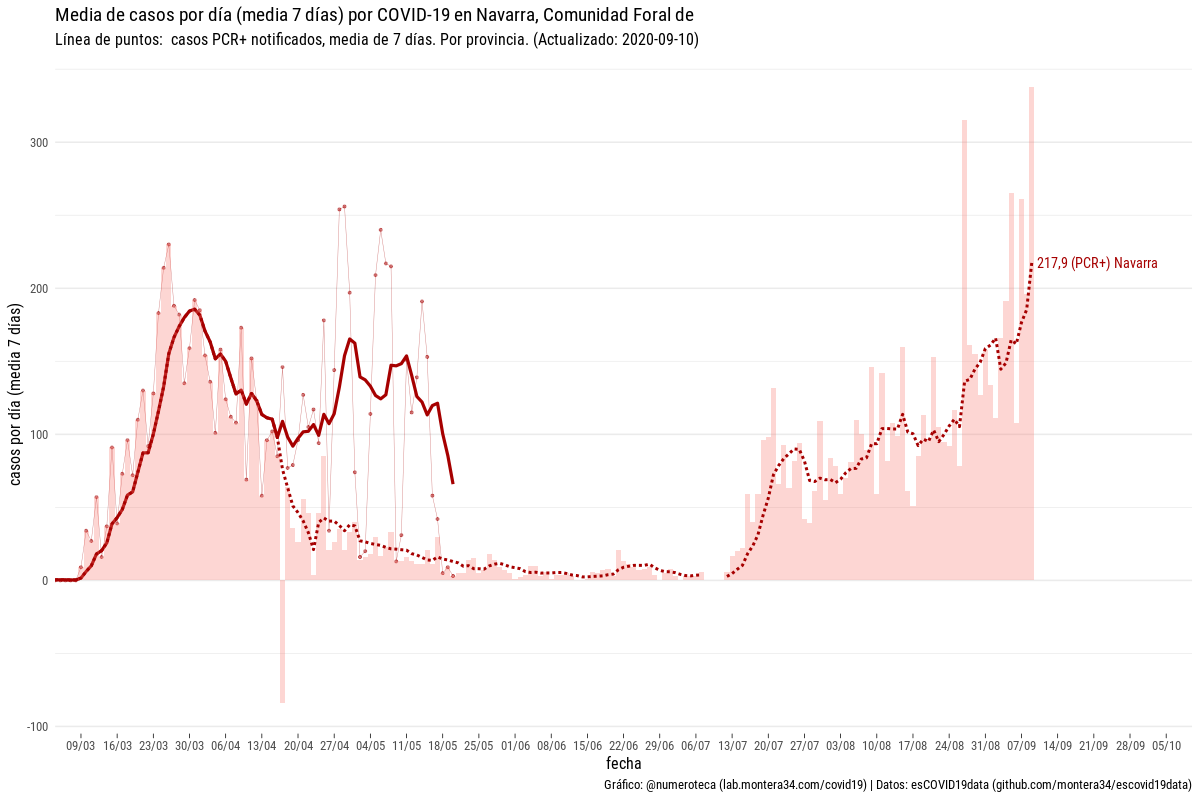 Media de casos por día (media 7 días) por COVID-19 en Navarra, Comunidad Foral de
Línea de puntos:  casos PCR+ notificados, media de 7 días. Por provincia. (Actualizado: 2020-09-10)
casos por día (media 7 días)
300
200
100
0
-100
217,9 (PCR+) Navarra
09/03 16/03 23/03 30/03 06/04 13/04 20/04 27/04 04/05 11/05 18/05 25/05 01/06 08/06 15/06 22/06 29/06 06/07 13/07 20/07 27/07 03/08 10/08 17/08 24/08 31/08 07/09 14/09 21/09 28/09 05/10
fecha
Gráfico: @numeroteca (lab.montera34.com/covid19) | Datos: esCOVID19data (github.com/montera34/escovid19data)